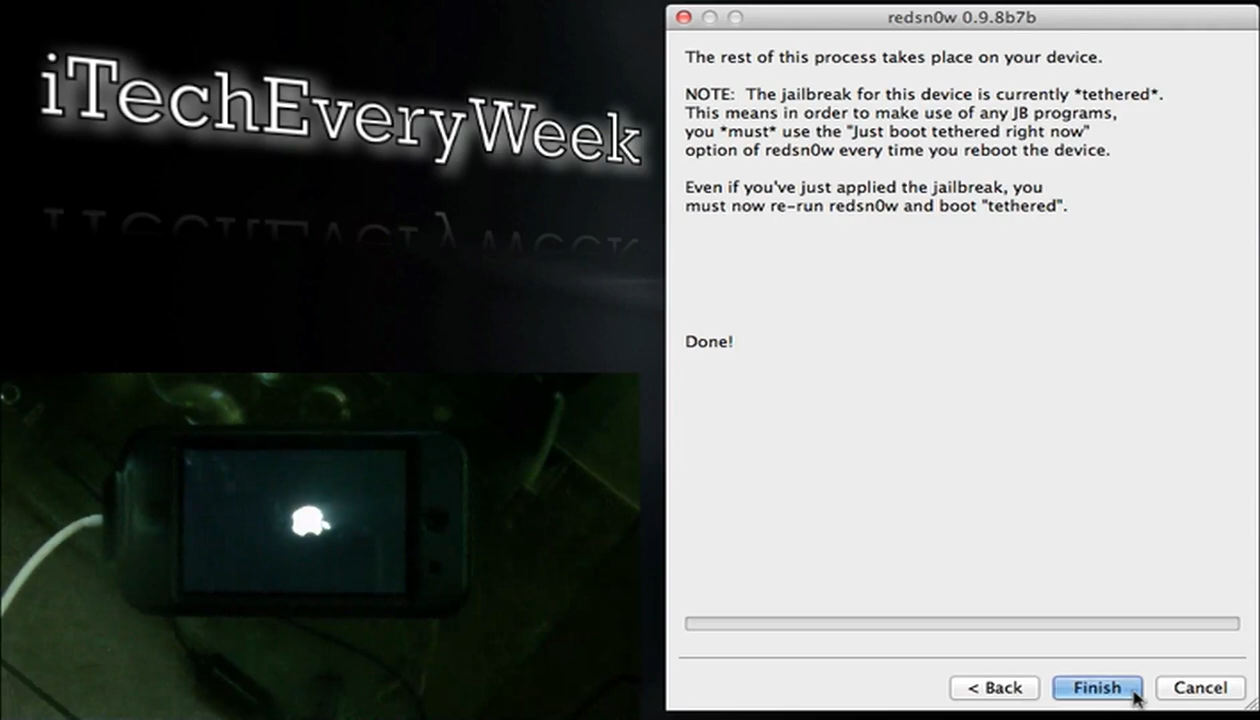 iTechEveryWeek
redsn0w 0.9.8b7b
The rest of this process takes place on your device.
NOTE:  The jailbreak for this device is currently *tethered*.
This means in order to make use of any JB programs,
you *must* use the "Just boot tethered right now"
option of redsn0w every time you reboot the device.
Even if you've just applied the jailbreak, you
must now re-run redsn0w and boot "tethered".
Done!
< Back
Finish
Cancel